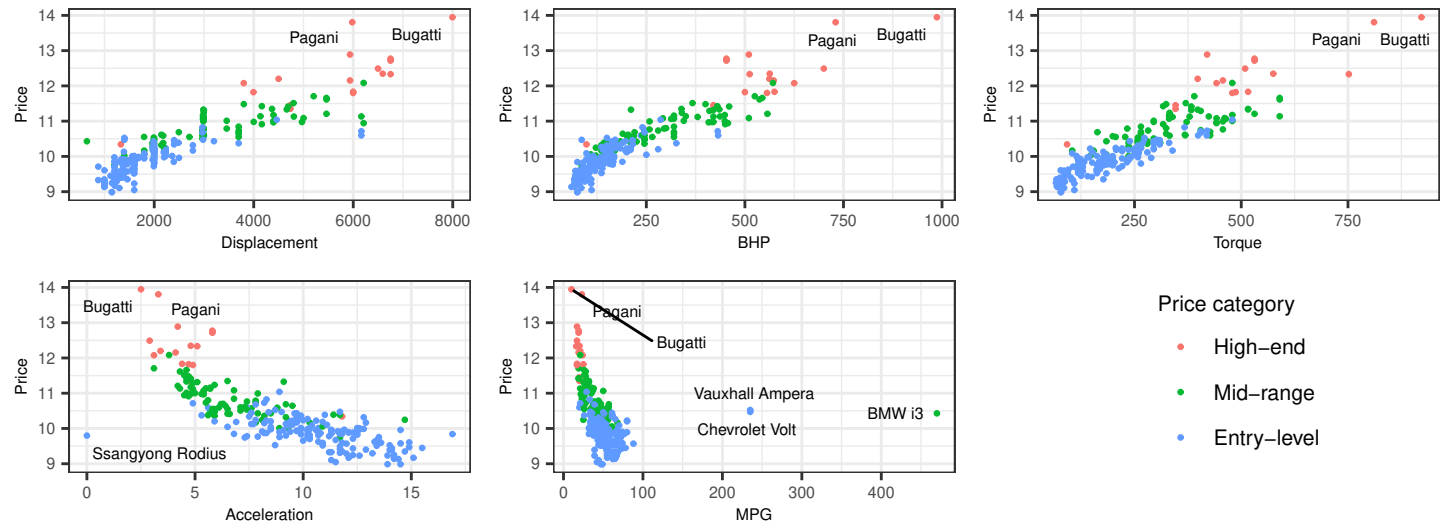 14
13
12
11
10
9
Price
Pagani
Bugatti
2000
4000
6000
8000
Displacement
14
13
12
11
10
9
Price
Pagani
Bugatti
250
500
750
1000
BHP
14
13
12
11
10
9
Price
Pagani
Bugatti
250
500
750
Torque
14
13
12
11
10
9
Price
Bugatti
Pagani
Ssangyong Rodius
0
5
10
15
Acceleration
14
13
12
11
10
9
Price
Pagani
Bugatti
Vauxhall Ampera
BMW i3
Chevrolet Volt
0
100
200
300
400
MPG
Price category
High−end
Mid−range
Entry−level